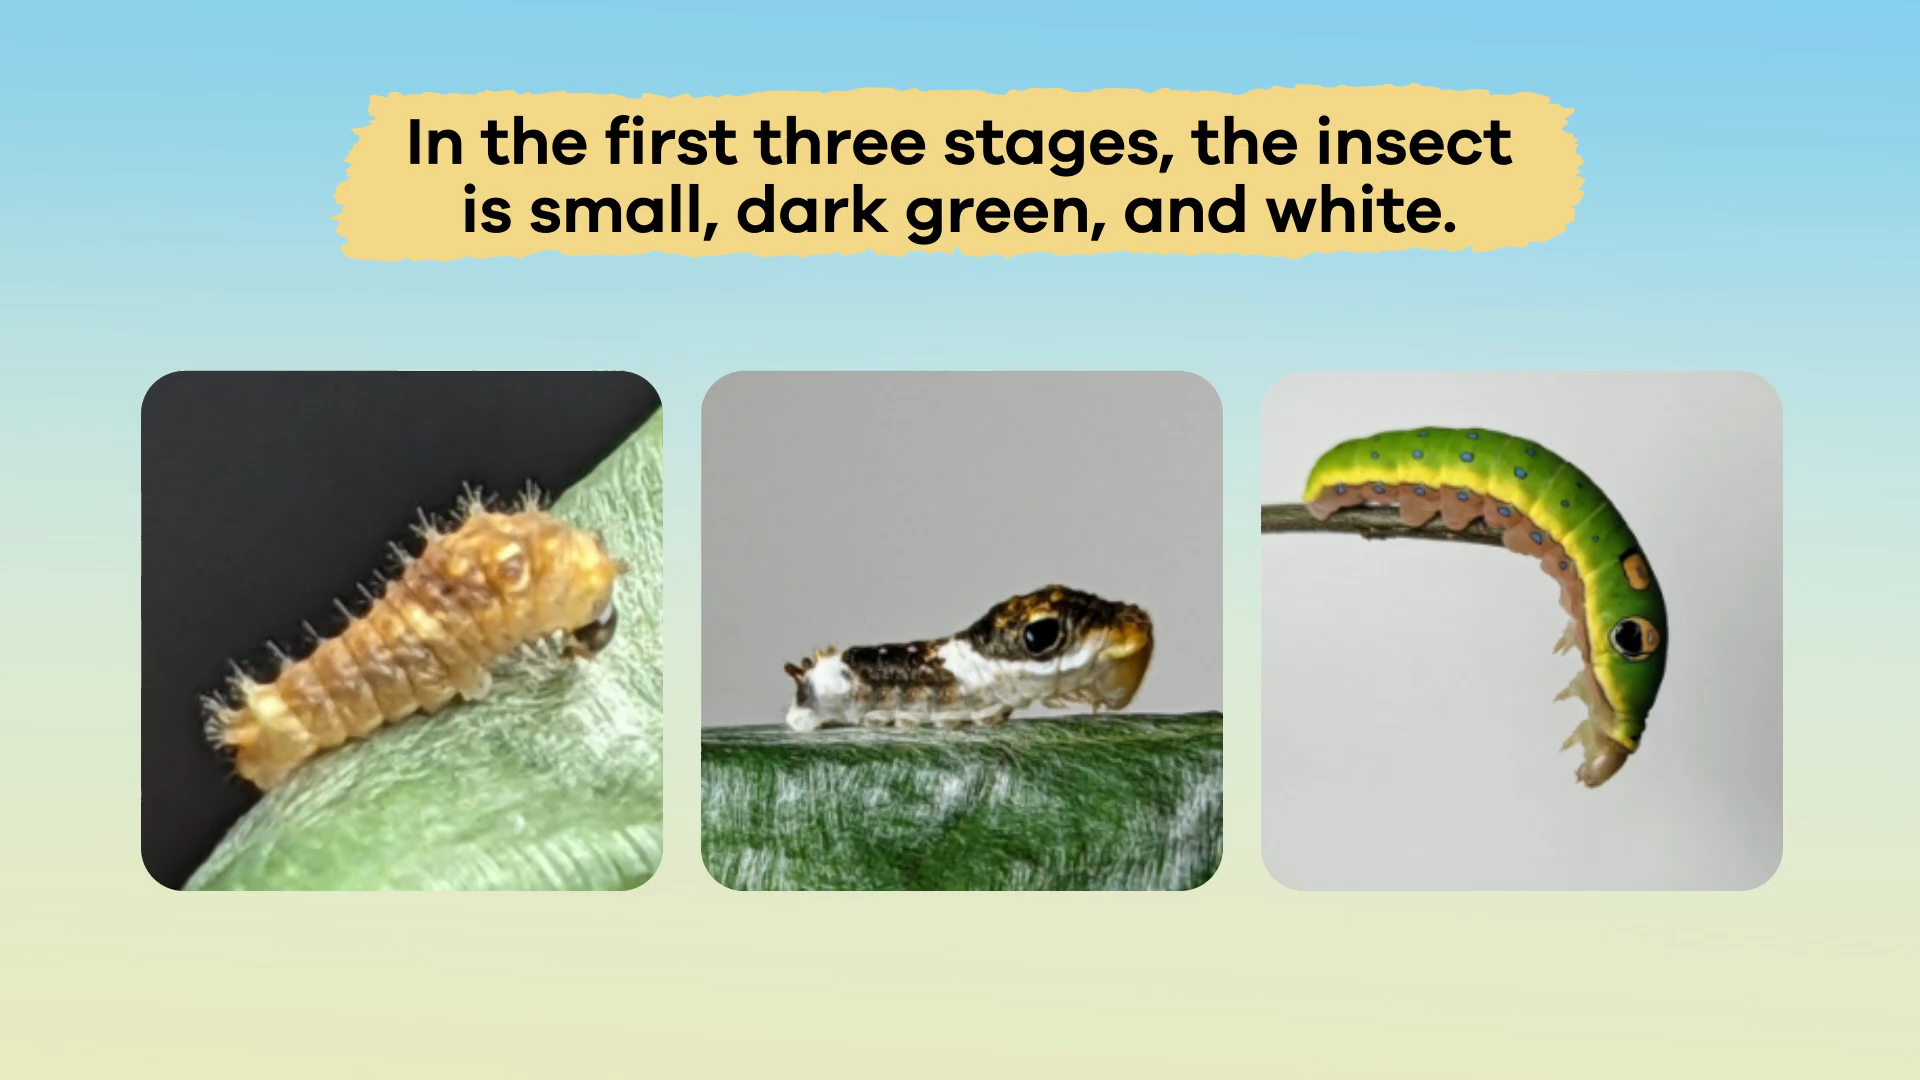 In the first three stages, the insect
is small, dark green, and white.